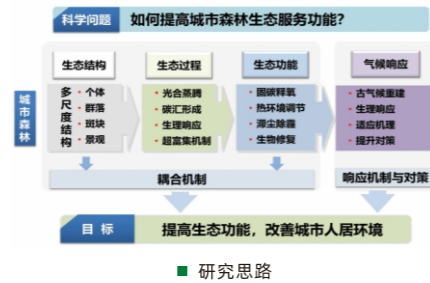 科学问题 如何提高城市森林生态服务功能?
生态结构 生态过程 生态功能 气候响应
城市森林
多尺度结构
• 个体
• 群落
• 斑块
• 景观
• 光合蒸腾
• 碳汇形成
• 生理响应
• 超富集机制
• 固碳释氧
• 热环境调节
• 滞尘除霾
• 生物修复
• 古气候重建
• 生理响应
• 适应机理
• 提升对策
耦合机制 响应机制与对策
目标 提高生态功能,改善城市人居环境
■ 研究思路